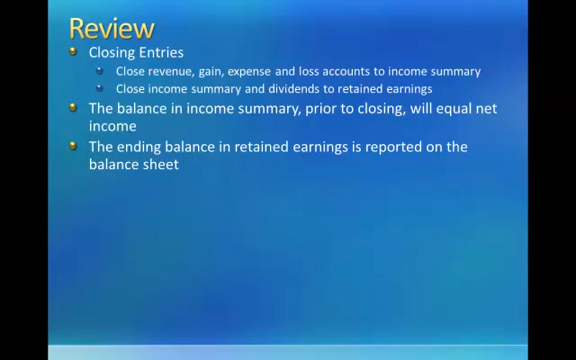 Review
Closing Entries
Close revenue, gain, expense and loss accounts to income summary
Close income summary and dividends to retained earnings
The balance in income summary, prior to closing, will equal net
income
The ending balance in retained earnings is reported on the
balance sheet